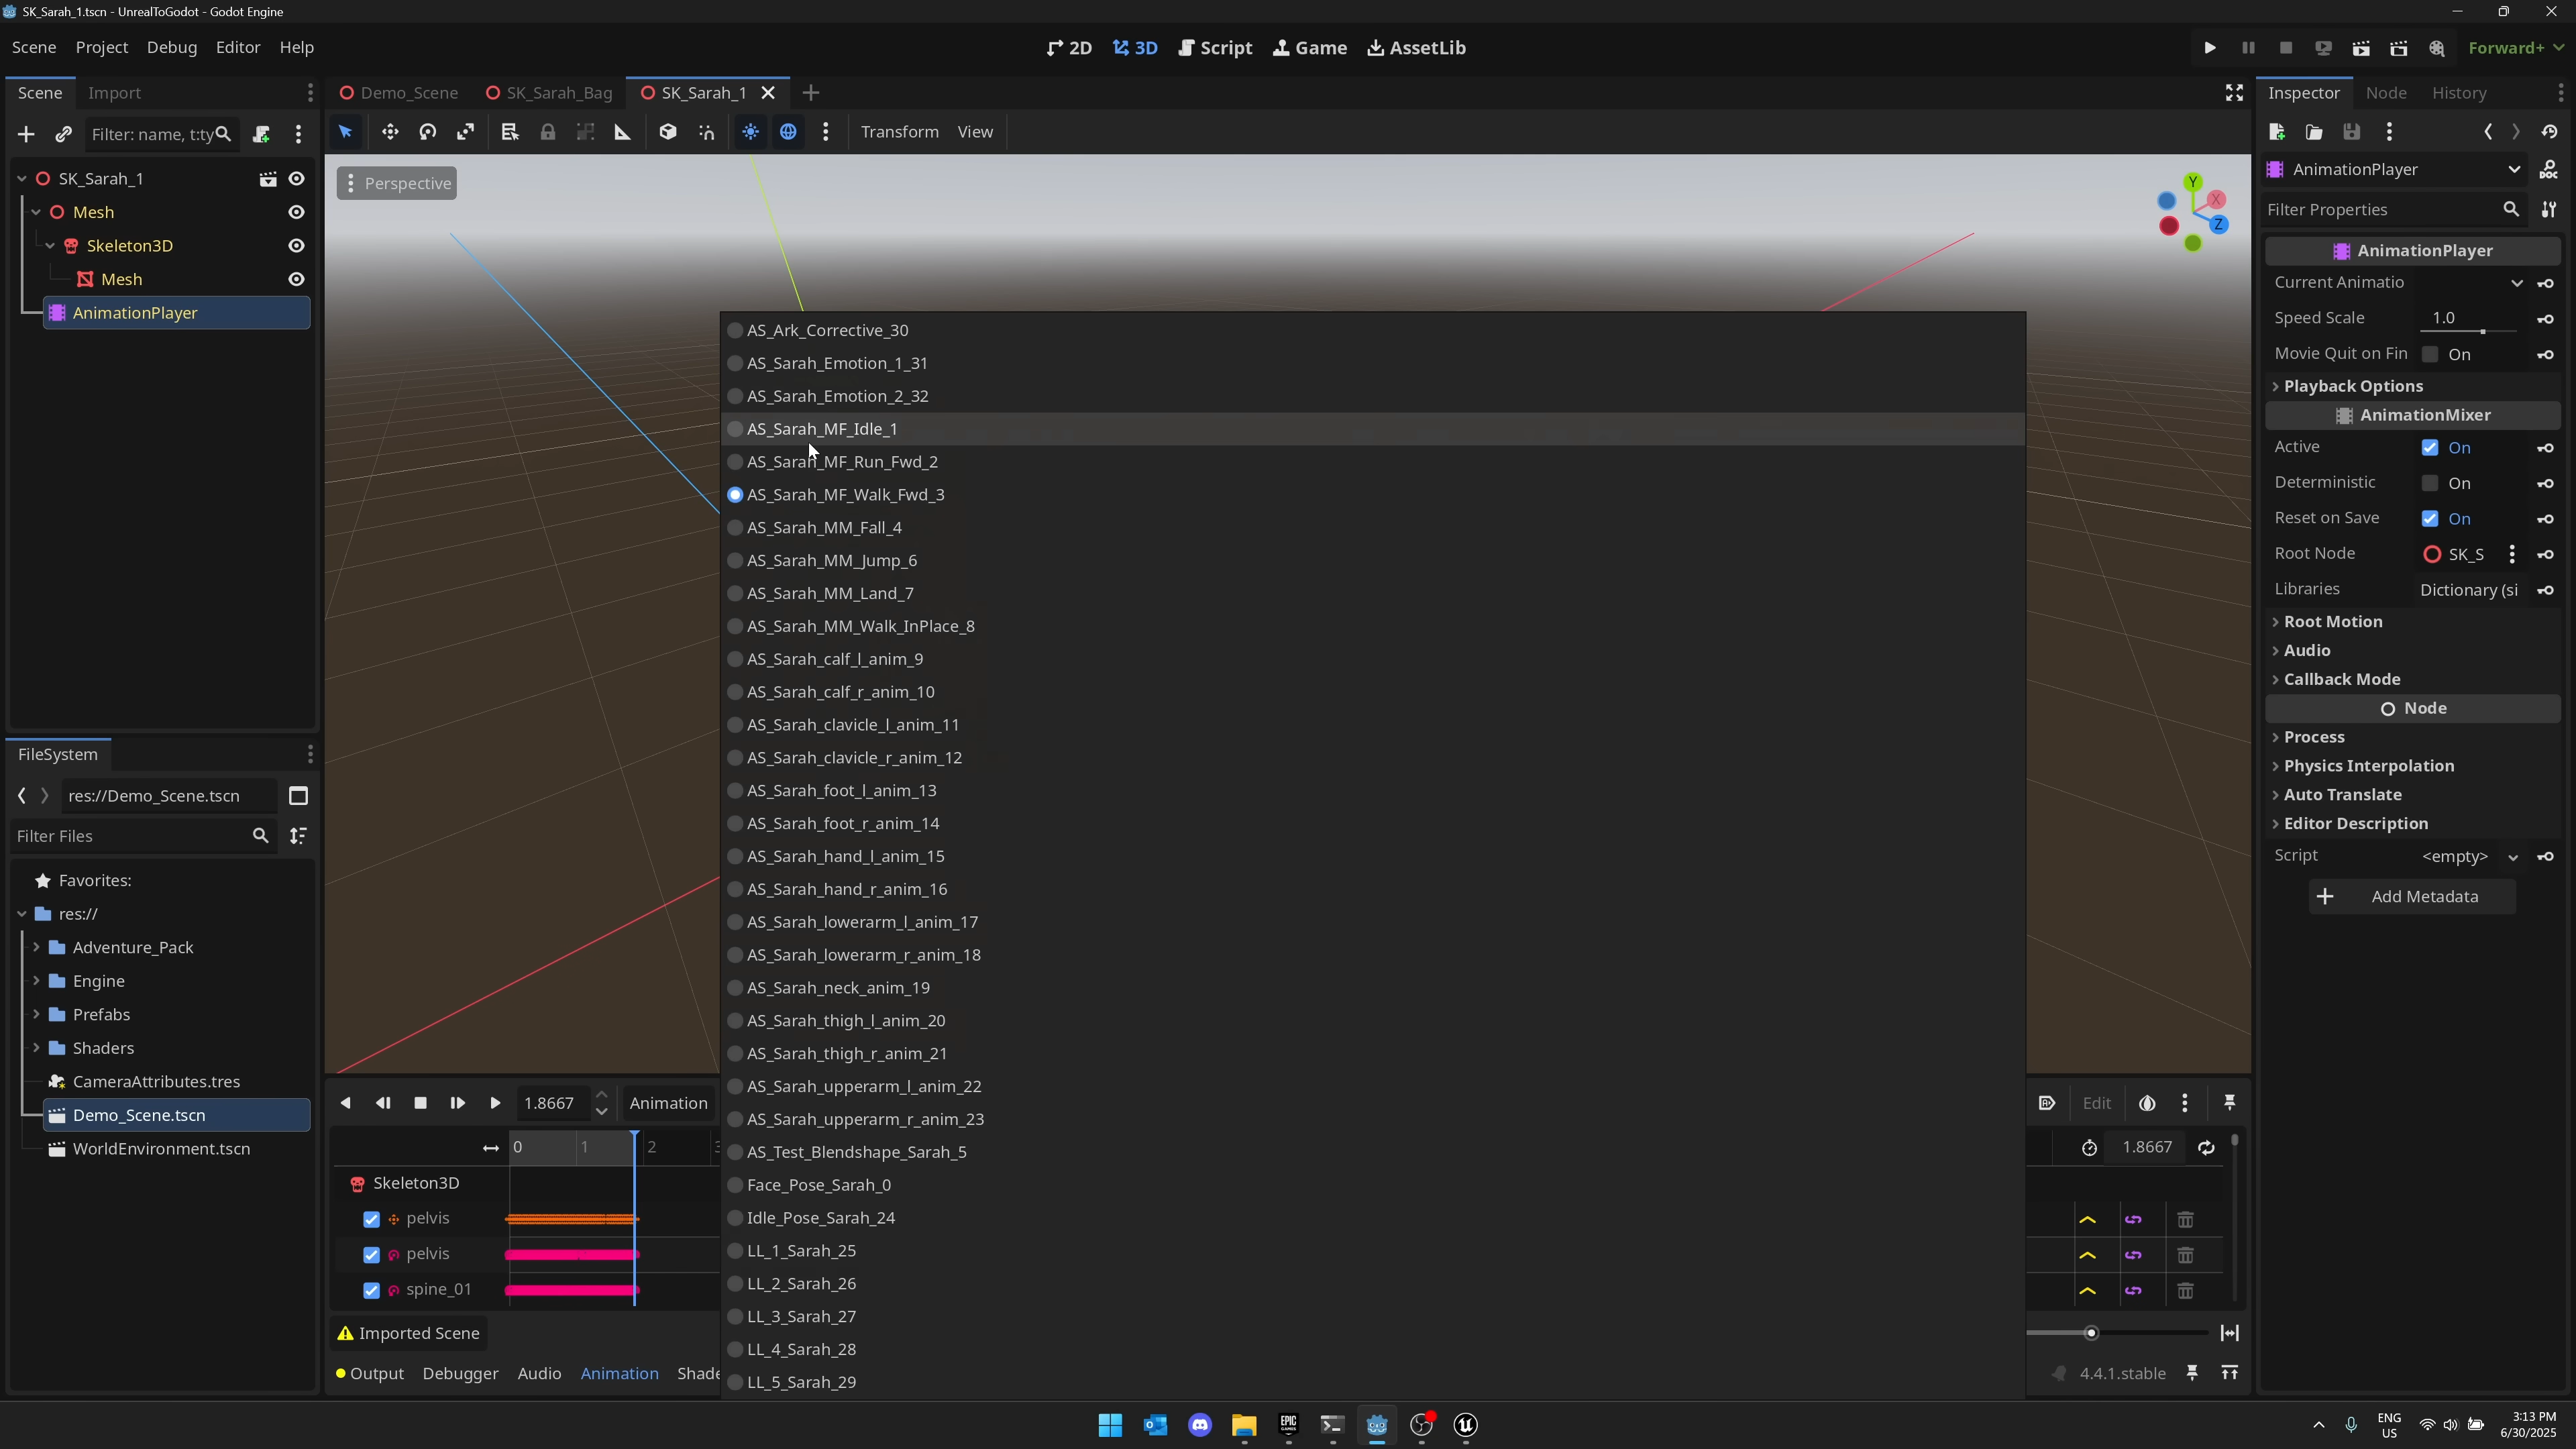 SK_Sarah_1.tscn - UnrealToGodot - Godot Engine
Scene Project Debug Editor Help
2D 3D Script Game AssetLib
Forward+
Scene Import
Demo_Scene SK_Sarah_Bag SK_Sarah_1
Inspector Node History
Filter: name, t:ty
Transform View
SK_Sarah_1
Mesh
Skeleton3D
Mesh
AnimationPlayer
Perspective
Y
X
Z
AnimationPlayer
DOC
Filter Properties
AnimationPlayer
Current Animatio
Speed Scale 1.0
Movie Quit on Fin On
Playback Options
AnimationMixer
Active On
Deterministic On
Reset on Save On
Root Node SK_S
Libraries Dictionary (si
Root Motion
Audio
Callback Mode
Node
Process
Physics Interpolation
Auto Translate
Editor Description
Script <empty>
Add Metadata
AS_Ark_Corrective_30
AS_Sarah_Emotion_1_31
AS_Sarah_Emotion_2_32
AS_Sarah_MF_Idle_1
AS_Sarah_MF_Run_Fwd_2
AS_Sarah_MF_Walk_Fwd_3
AS_Sarah_MM_Fall_4
AS_Sarah_MM_Jump_6
AS_Sarah_MM_Land_7
AS_Sarah_MM_Walk_InPlace_8
AS_Sarah_calf_l_anim_9
AS_Sarah_calf_r_anim_10
AS_Sarah_clavicle_l_anim_11
AS_Sarah_clavicle_r_anim_12
AS_Sarah_foot_l_anim_13
AS_Sarah_foot_r_anim_14
AS_Sarah_hand_l_anim_15
AS_Sarah_hand_r_anim_16
AS_Sarah_lowerarm_l_anim_17
AS_Sarah_lowerarm_r_anim_18
AS_Sarah_neck_anim_19
AS_Sarah_thigh_l_anim_20
AS_Sarah_thigh_r_anim_21
AS_Sarah_upperarm_l_anim_22
AS_Sarah_upperarm_r_anim_23
AS_Test_Blendshape_Sarah_5
Face_Pose_Sarah_0
Idle_Pose_Sarah_24
LL_1_Sarah_25
LL_2_Sarah_26
LL_3_Sarah_27
LL_4_Sarah_28
LL_5_Sarah_29
FileSystem
res://Demo_Scene.tscn
Filter Files
Favorites:
res://
Adventure_Pack
Engine
Prefabs
Shaders
CameraAttributes.tres
Demo_Scene.tscn
WorldEnvironment.tscn
1.8667 Animation
Edit
0 1 2 3
1.8667
Skeleton3D
pelvis
pelvis
spine_01
Imported Scene
Output Debugger Audio Animation Shade
4.4.1.stable
EPIC GAMES
ENG
US
3:13 PM
6/30/2025